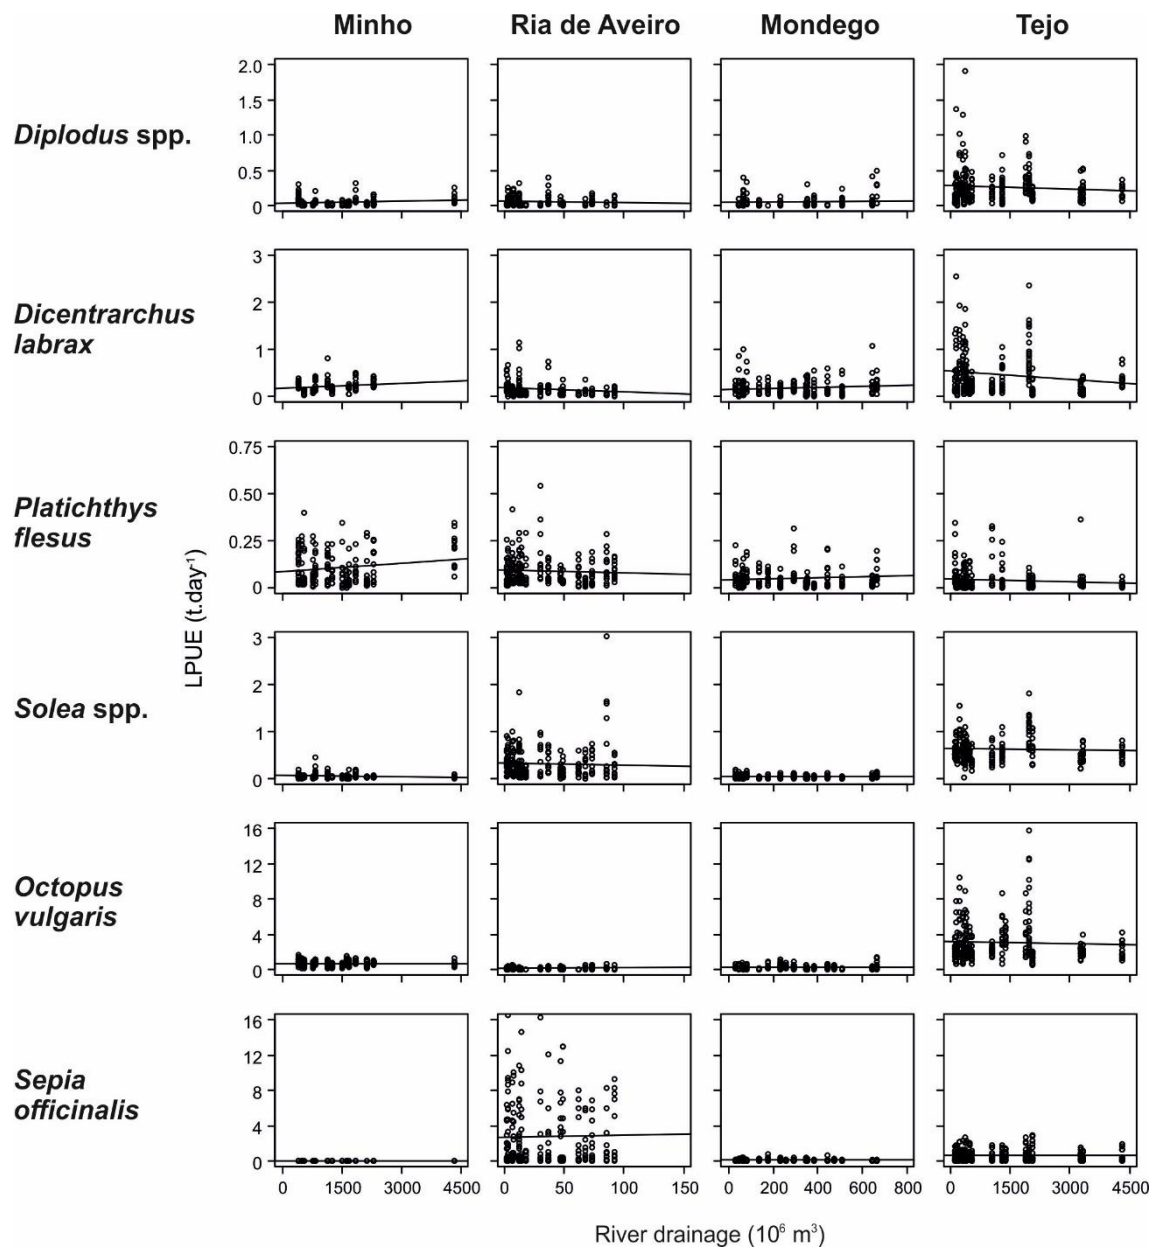 Minho Ria de Aveiro Mondego Tejo
Diplodus spp.
2.0
1.5
1.0
0.5
0
Dicentrarchus
labrax
3
2
1
0
Platichthys
flesus
0.75
0.50
0.25
0
LPUE (t.day⁻¹)
Solea spp.
3
2
1
0
Octopus
vulgaris
16
12
8
4
0
Sepia
officinalis
16
12
8
4
0
0 1500 3000 4500 0 50 100 150 0 200 400 600 800 0 1500 3000 4500
River drainage (10⁶ m³)